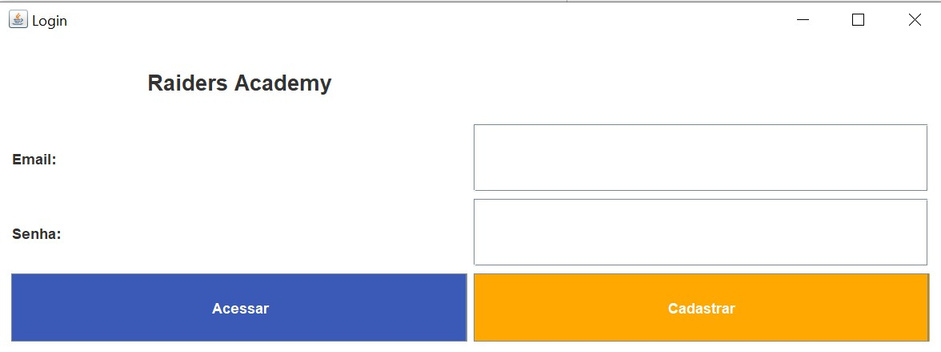 Login
Raiders Academy
Email:
Senha:
Acessar
Cadastrar